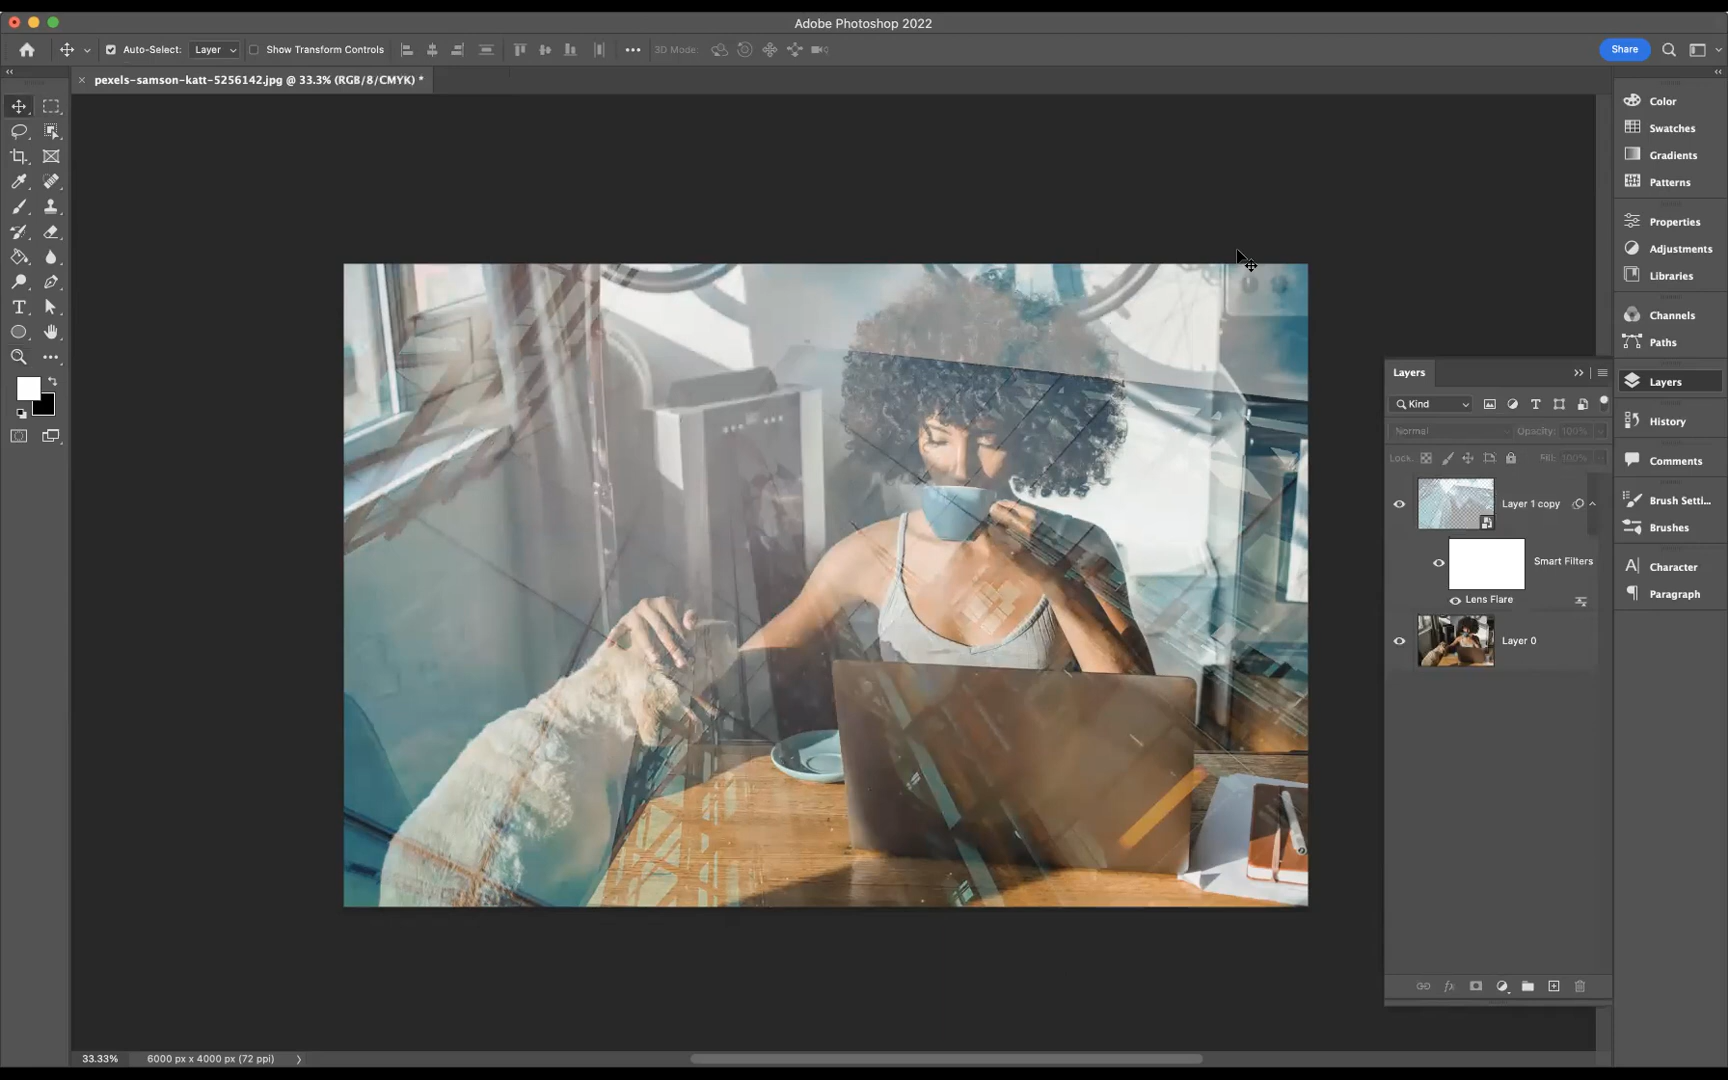 Adobe Photoshop 2022
Auto-Select: Layer Show Transform Controls 3D Mode: Share
pexels-samson-katt-5256142.jpg @ 33.3% (RGB/8/CMYK) *
Color
Swatches
Gradients
Patterns
Properties
Adjustments
Libraries
Channels
Paths
Layers
History
Comments
Brush Setti...
Brushes
Character
Paragraph
Layers
Kind
Normal Opacity: 100%
Lock: Fill: 100%
Layer 1 copy
Smart Filters
Lens Flare
Layer 0
33.33% 6000 px x 4000 px (72 ppi)